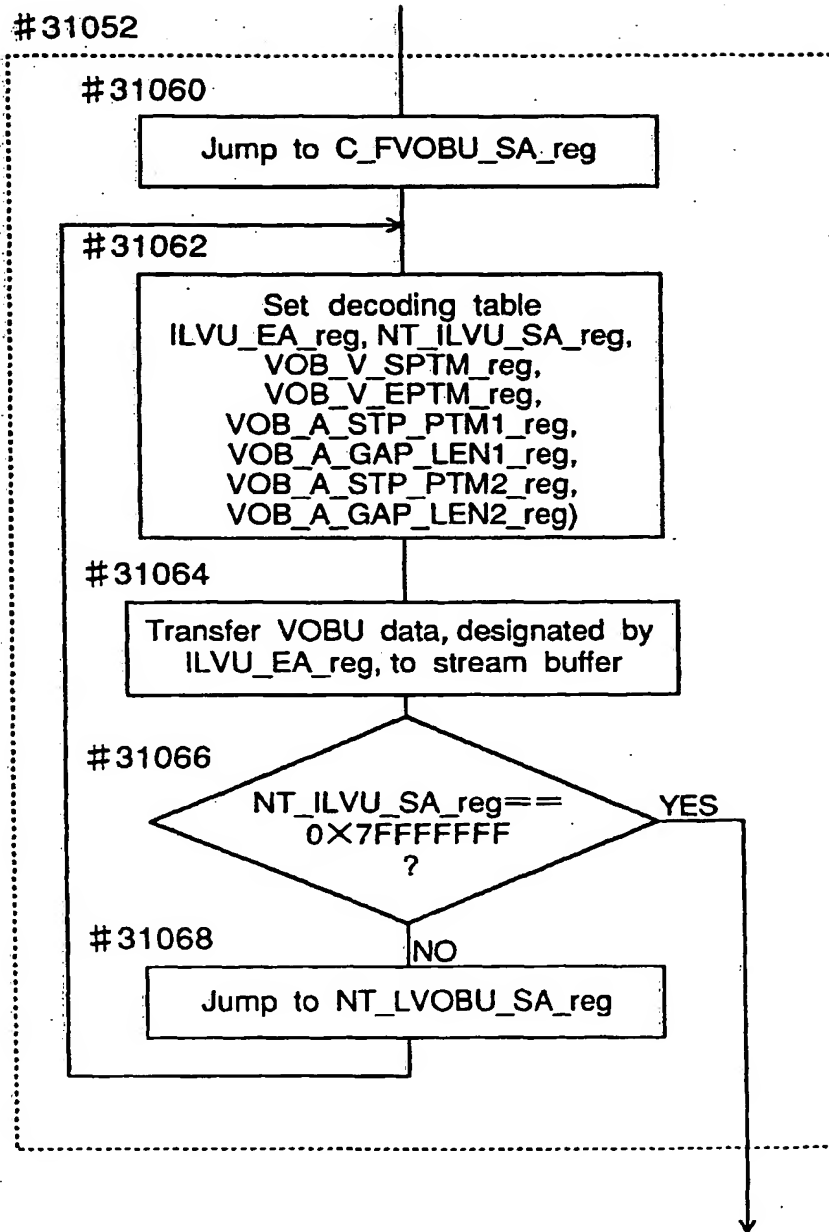 #31052
#31060
Jump to C_FVOBU_SA_reg
#31062
Set decoding table
ILVU_EA_reg, NT_ILVU_SA_reg,
VOB_V_SPTM_reg,
VOB_V_EPTM_reg,
VOB_A_STP_PTM1_reg,
VOB_A_GAP_LEN1_reg,
VOB_A_STP_PTM2_reg,
VOB_A_GAP_LEN2_reg)
#31064
Transfer VOBU data, designated by
ILVU_EA_reg, to stream buffer
#31066
NT_ILVU_SA_reg==
0×7FFFFFFF
?
YES
#31068
NO
Jump to NT_LVOBU_SA_reg